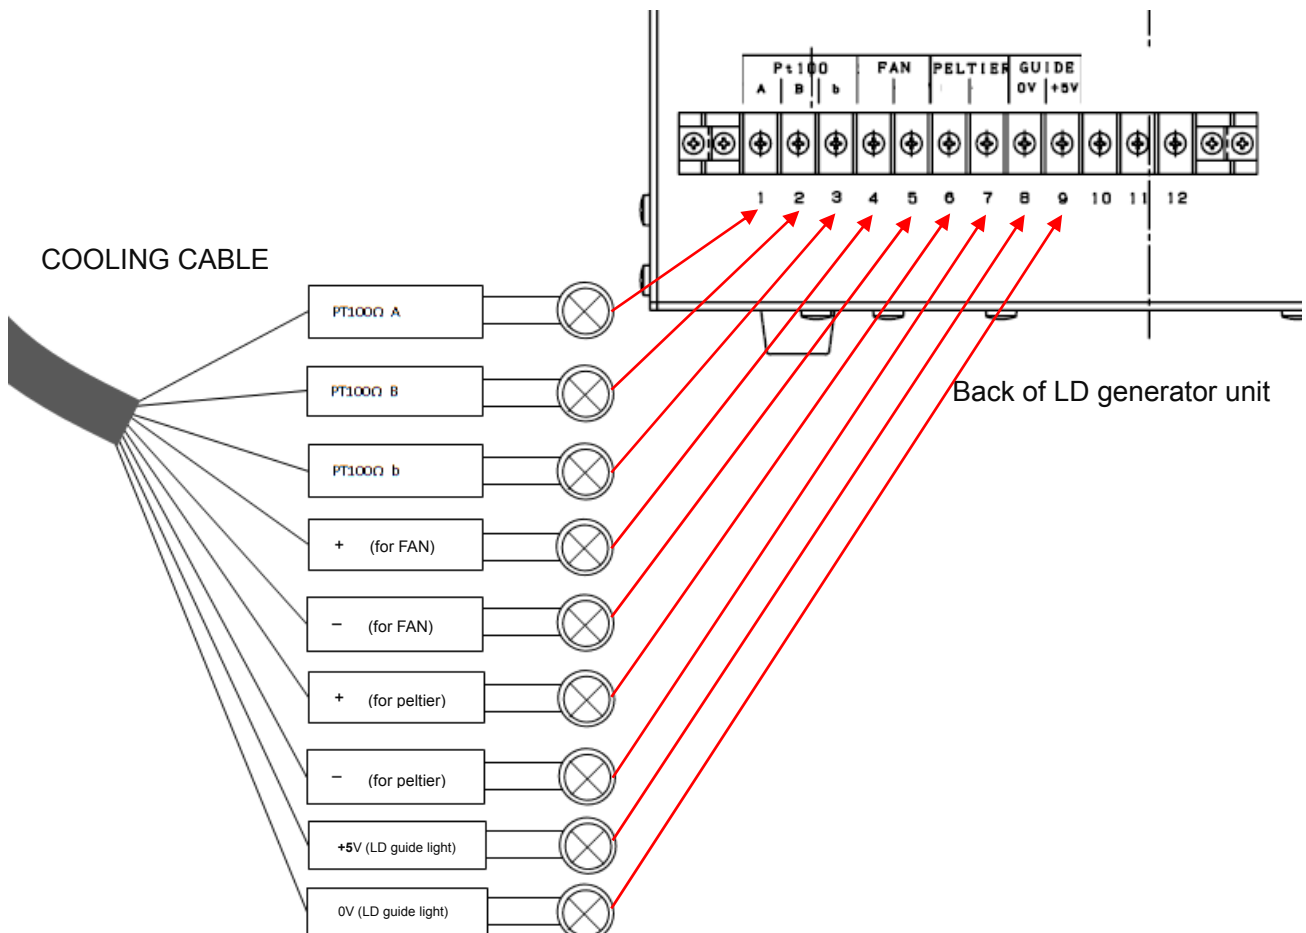 Pt100 FAN PELTIER GUIDE
A B b 0V +5V
1 2 3 4 5 6 7 8 9 10 11 12
COOLING CABLE
PT100Ω A
Back of LD generator unit
PT100Ω B
PT100Ω b
+ (for FAN)
− (for FAN)
+ (for peltier)
− (for peltier)
+5V (LD guide light)
0V (LD guide light)